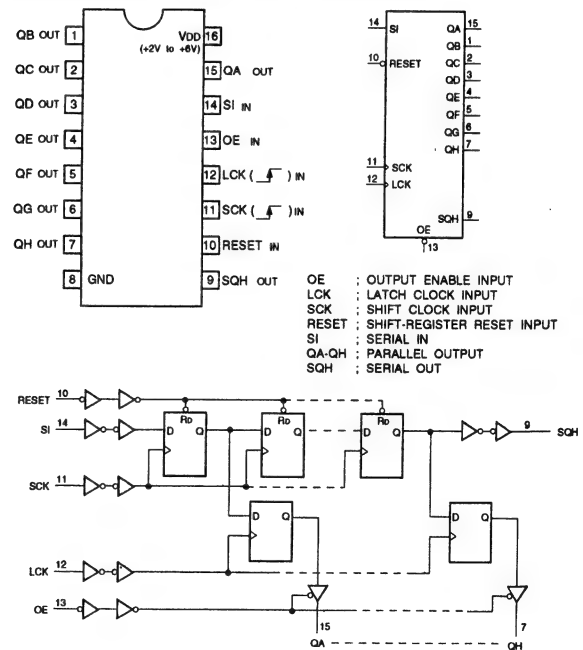 QB OUT 1
VDD 16
(+2V to +6V)
QC OUT 2
15 QA OUT
QD OUT 3
14 SI IN
QE OUT 4
13 OE IN
QF OUT 5
12 LCK ( ) IN
QG OUT 6
11 SCK ( ) IN
QH OUT 7
10 RESET IN
8 GND
9 SQH OUT
14 SI QA 15
QB 1
10 RESET QC 2
QD 3
QE 4
QF 5
QG 6
QH 7
11 SCK
12 LCK
SQH 9
OE
13
OE ; OUTPUT ENABLE INPUT
LCK ; LATCH CLOCK INPUT
SCK ; SHIFT CLOCK INPUT
RESET ; SHIFT-REGISTER RESET INPUT
SI ; SERIAL IN
QA-QH ; PARALLEL OUTPUT
SQH ; SERIAL OUT
RESET 10
RD RD RD
SI 14 D Q D Q D Q 9 SQH
SCK 11
D Q D Q
LCK 12
OE 13
15 7
QA QH